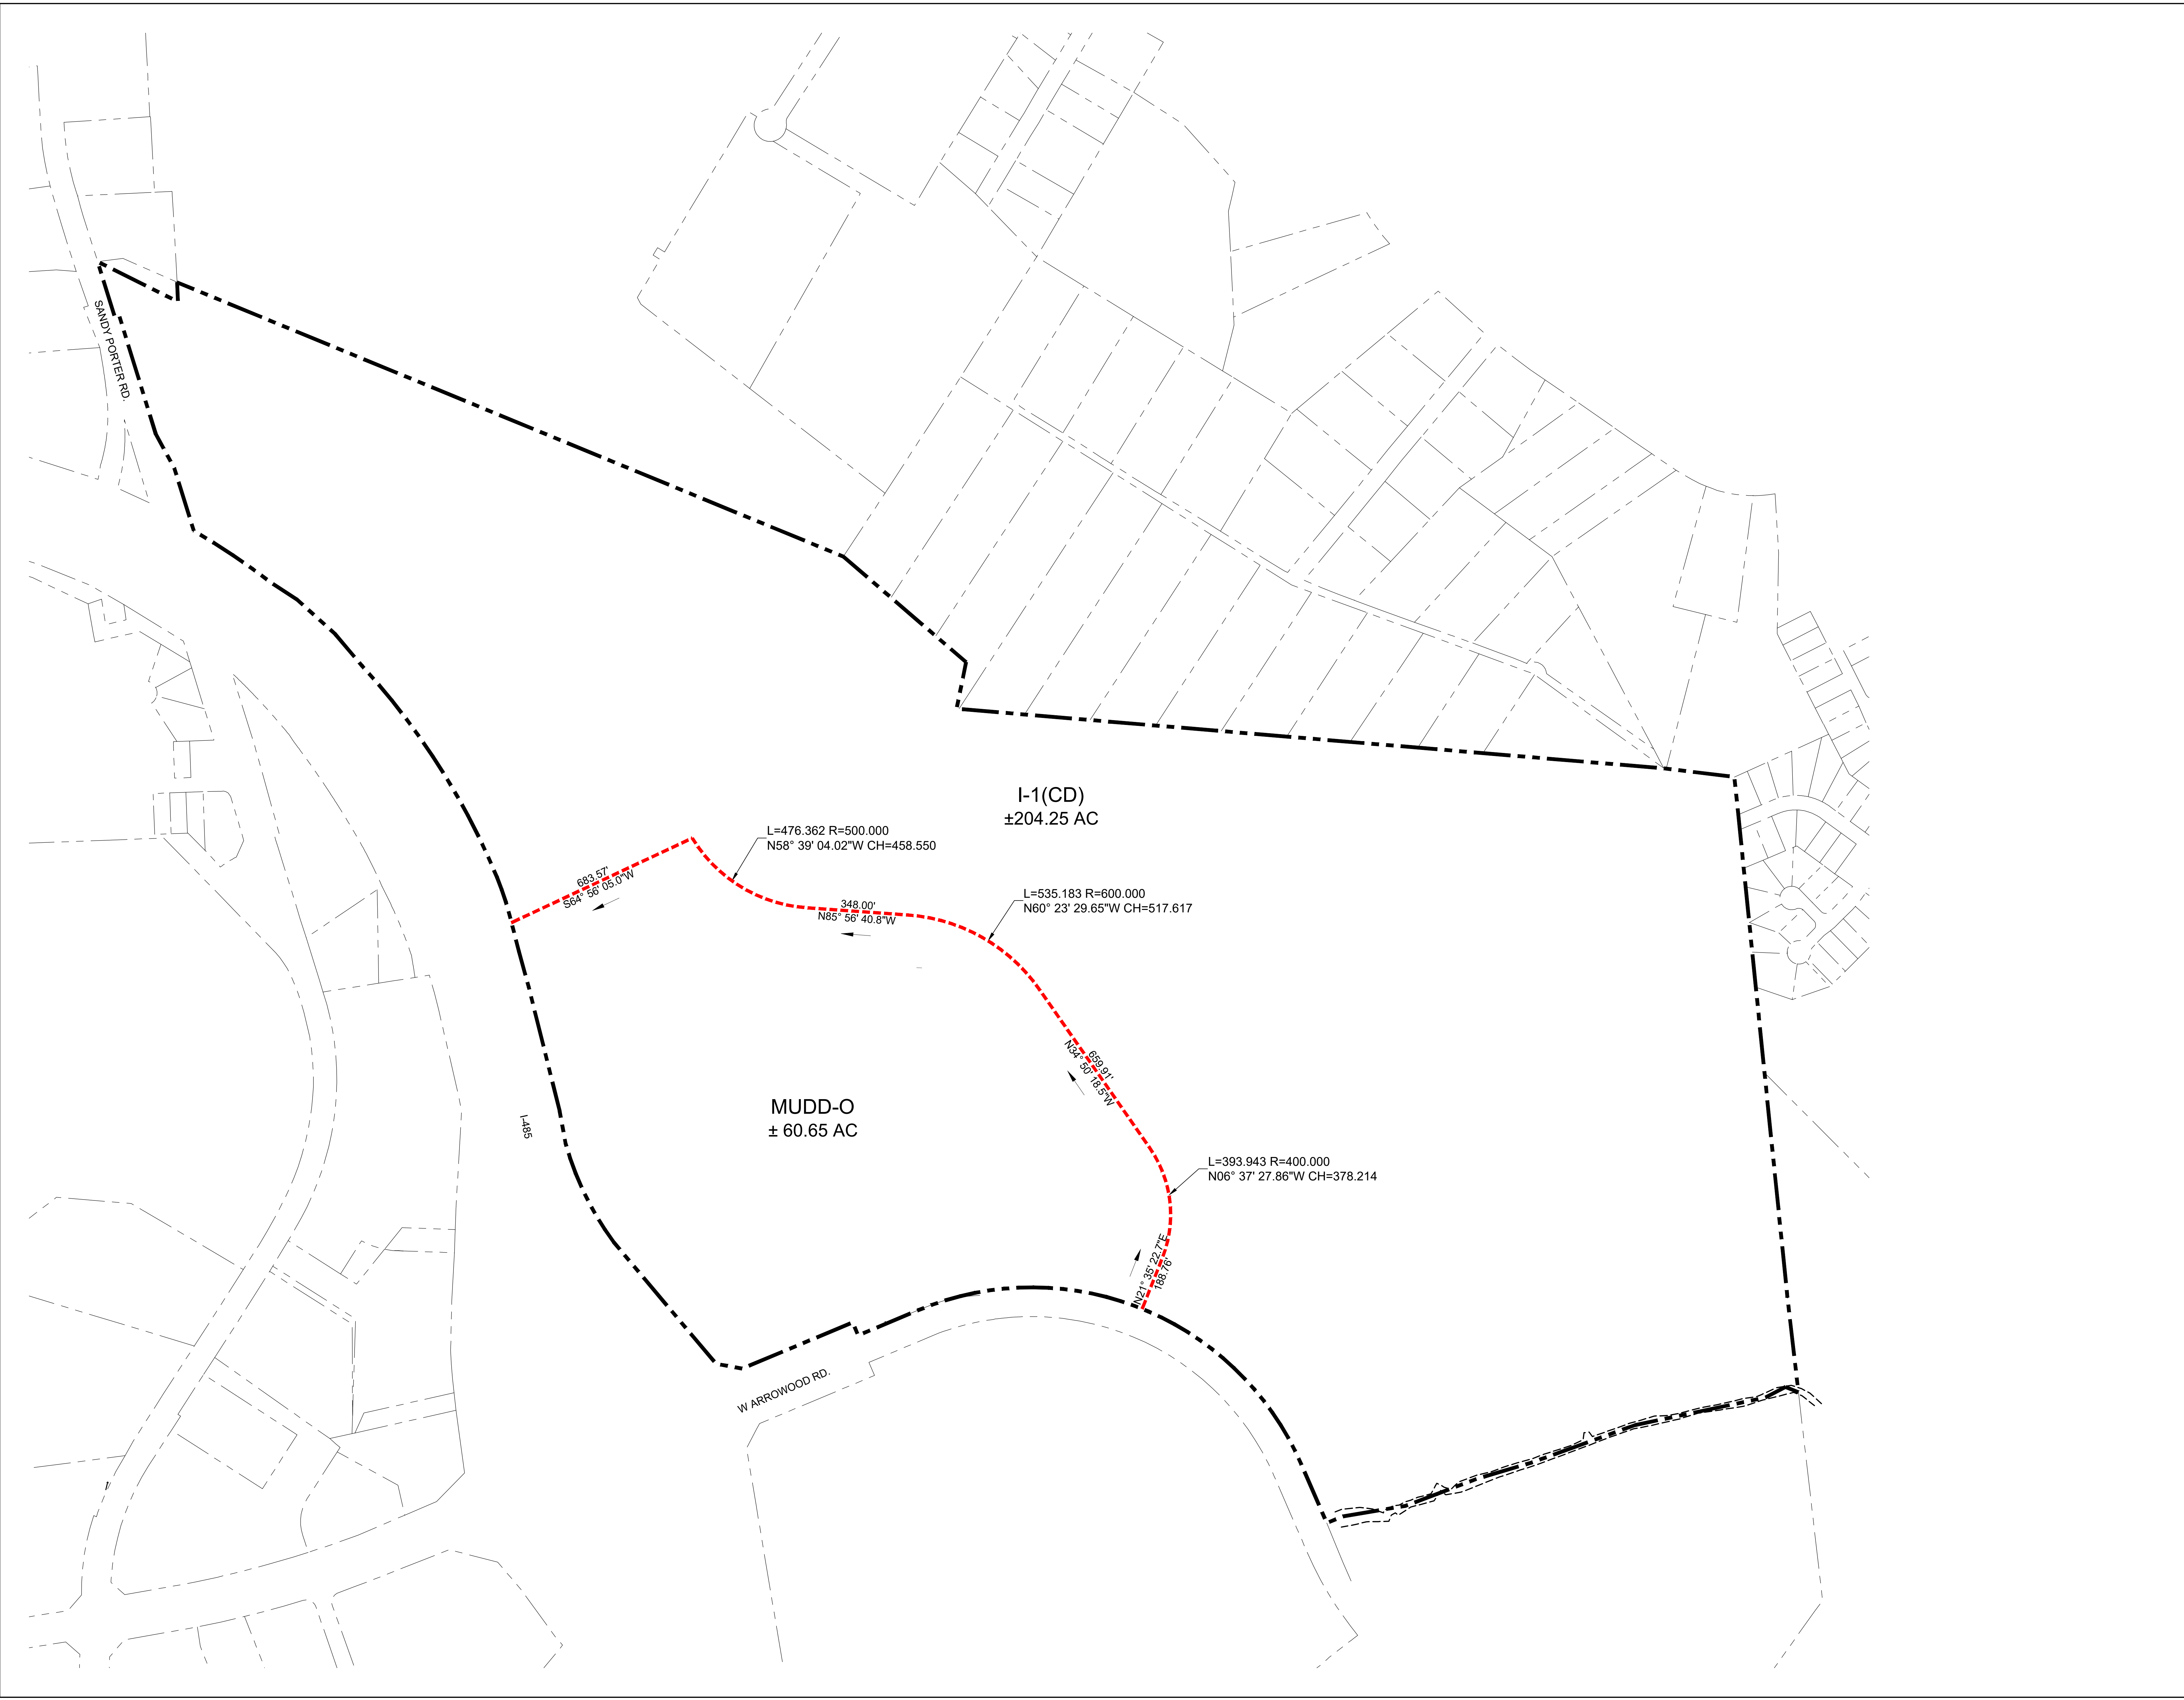 SANDY PORTER RD.
I-1(CD)
±204.25 AC
L=476.362 R=500.000
N58° 39' 04.02"W CH=458.550
683.57'
S64° 56' 05.0"W
L=535.183 R=600.000
N60° 23' 29.65"W CH=517.617
348.00'
N85° 56' 40.8"W
659.91'
N34° 50' 18.5"W
MUDD-O
± 60.65 AC
I-485
L=393.943 R=400.000
N06° 37' 27.86"W CH=378.214
N21° 35' 22.7"E
188.76'
W ARROWOOD RD.